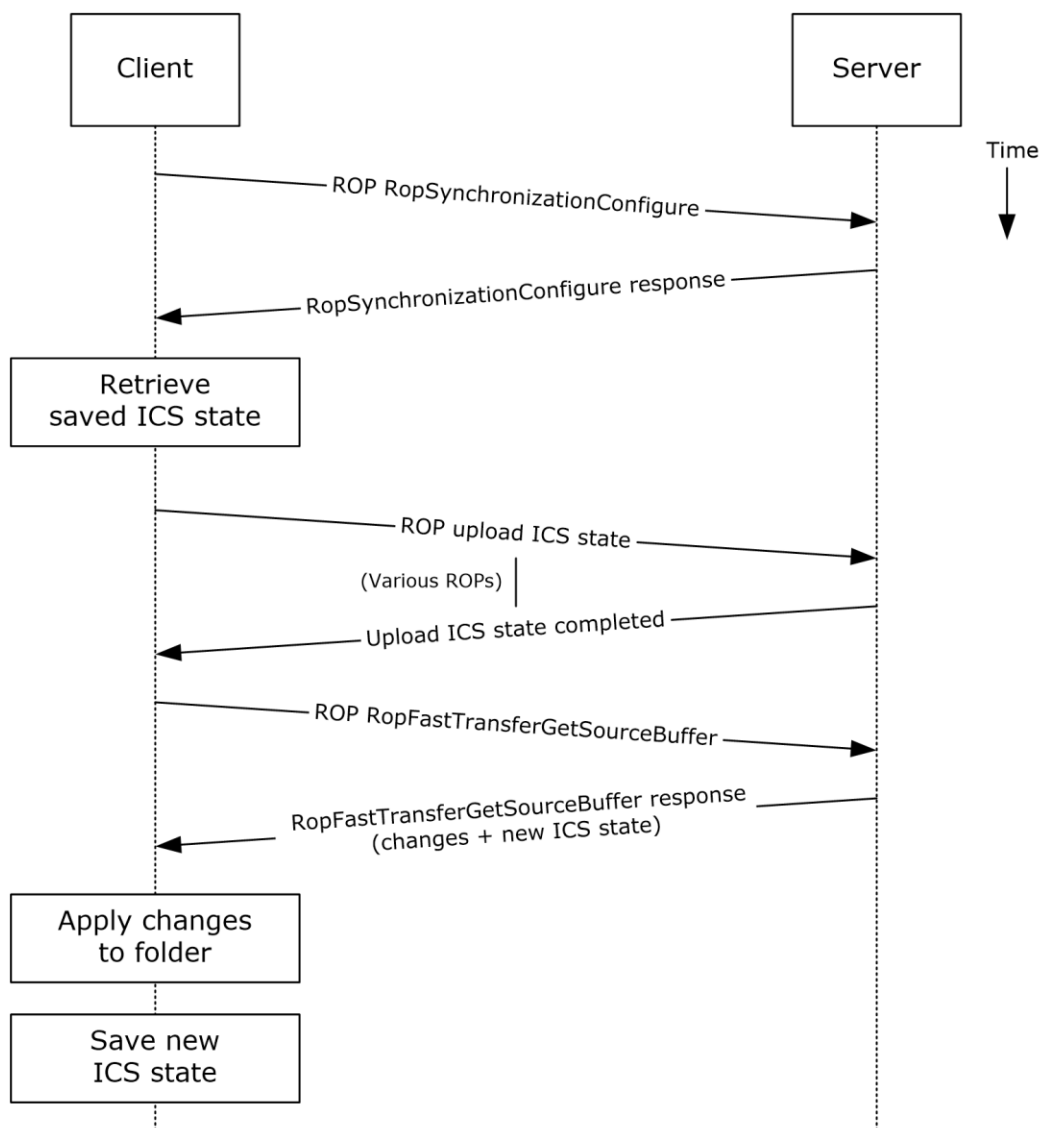 Client
Server
Time
ROP RopSynchronizationConfigure
RopSynchronizationConfigure response
Retrieve
saved ICS state
ROP upload ICS state
(Various ROPs)
Upload ICS state completed
ROP RopFastTransferGetSourceBuffer
RopFastTransferGetSourceBuffer response
(changes + new ICS state)
Apply changes
to folder
Save new
ICS state